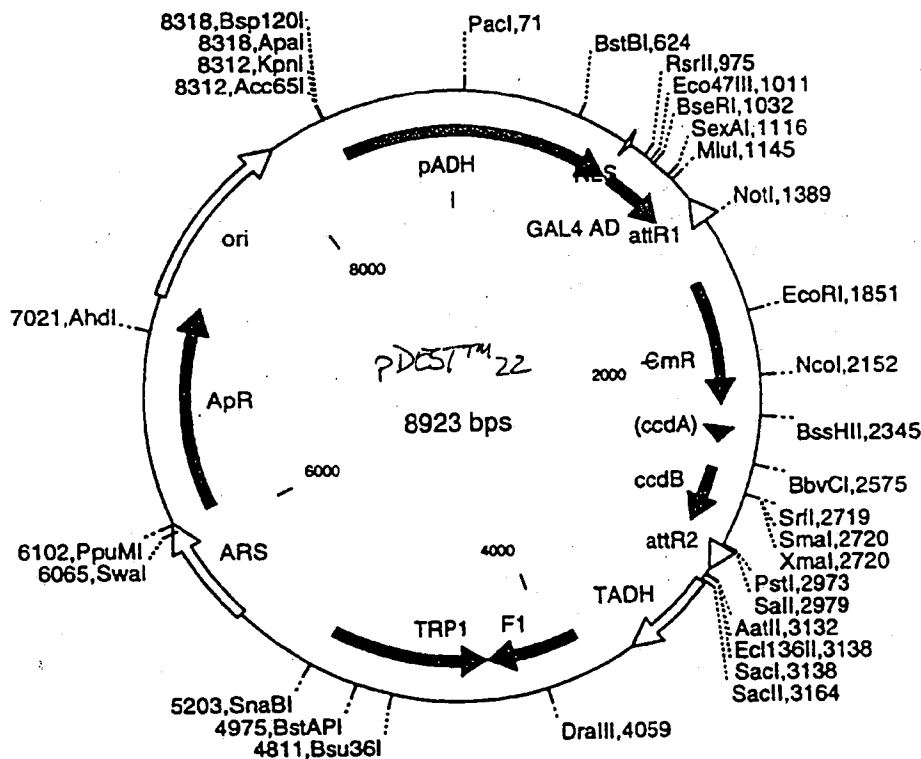 8318,Bsp120I
8318,ApaI
8312,KpnI
8312,Acc65I
PacI,71
BstBI,624
RsrII,975
Eco47III,1011
BseRI,1032
SexAI,1116
MluI,1145
NotI,1389
EcoRI,1851
NcoI,2152
BssHII,2345
BbvCI,2575
SrfI,2719
SmaI,2720
XmaI,2720
PstI,2973
SalI,2979
AatII,3132
Ecl136II,3138
SacI,3138
SacII,3164
DraIII,4059
4811,Bsu36I
4975,BstAPI
5203,SnaBI
6065,SwaI
6102,PpuMI
7021,AhdI
pADH
NLS
GAL4 AD
attR1
CmR
(ccdA)
ccdB
attR2
TADH
F1
TRP1
ARS
ApR
ori
8000
2000
4000
6000
pDEST™22
8923 bps